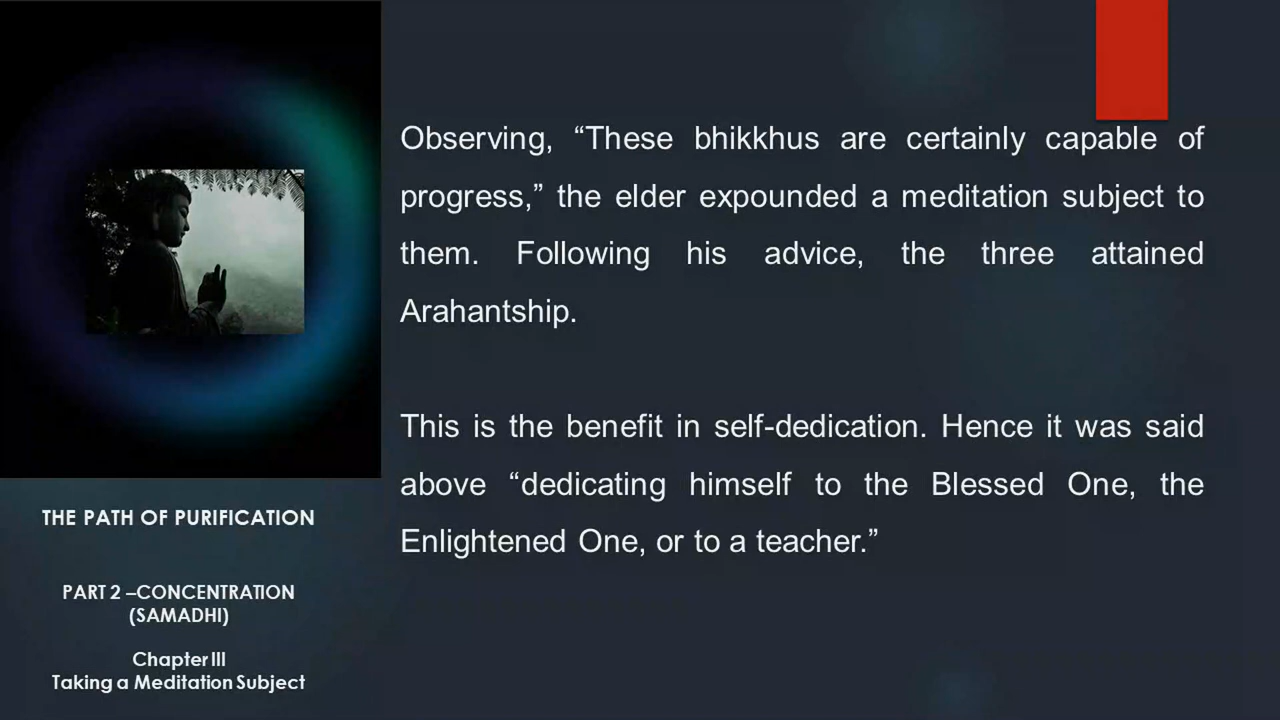 Observing, “These bhikkhus are certainly capable of
progress,” the elder expounded a meditation subject to
them. Following his advice, the three attained
Arahantship.
This is the benefit in self-dedication. Hence it was said
above “dedicating himself to the Blessed One, the
Enlightened One, or to a teacher.”
THE PATH OF PURIFICATION
PART 2 –CONCENTRATION
(SAMADHI)
Chapter III
Taking a Meditation Subject